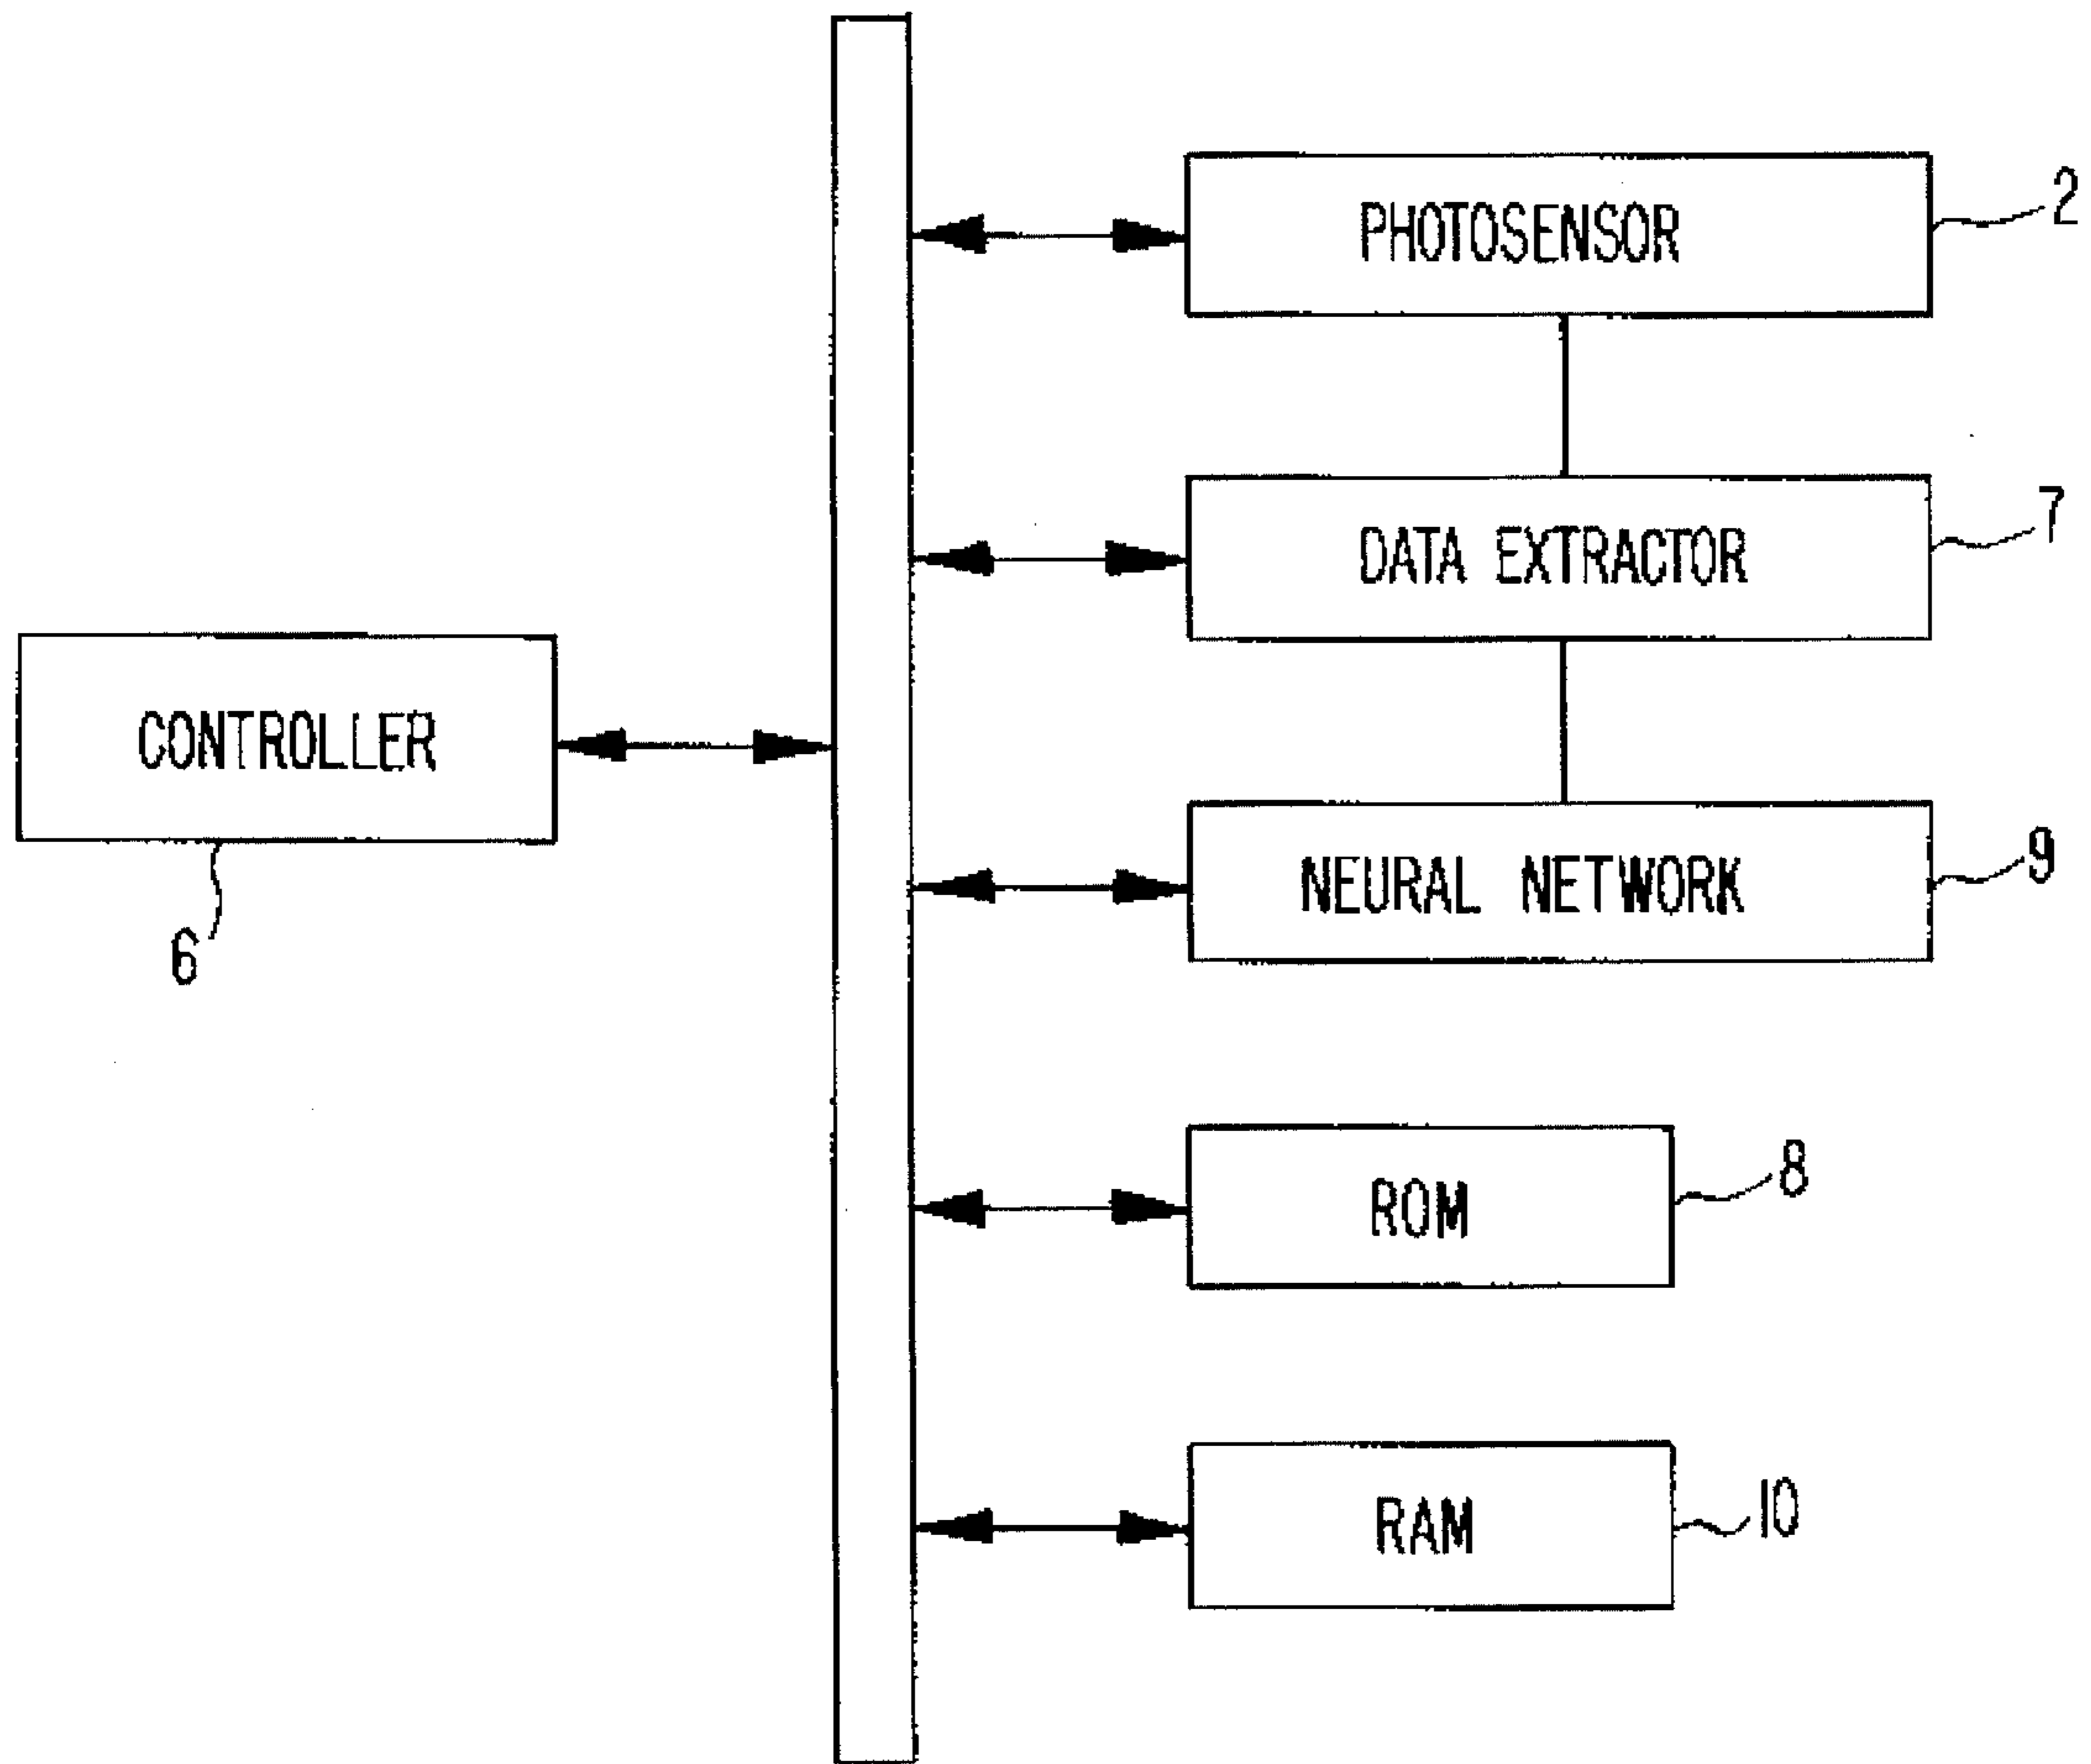 PHOTOSENSOR
2
DATA EXTRACTOR
7
CONTROLLER
6
NEURAL NETWORK
9
ROM
8
RAM
10